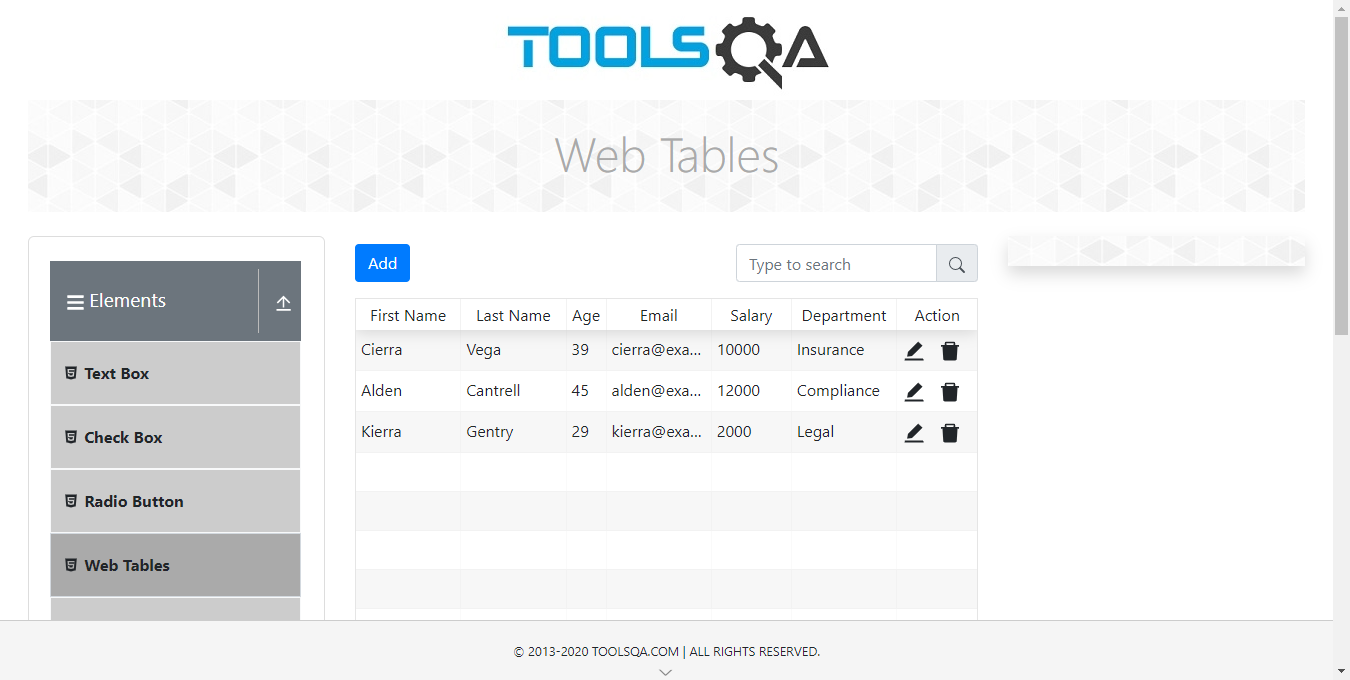 TOOLSQA
Web Tables
Elements
Text Box
Check Box
Radio Button
Web Tables
Add
Type to search
First Name Last Name Age Email Salary Department Action
Cierra Vega 39 cierra@exa... 10000 Insurance
Alden Cantrell 45 alden@exa... 12000 Compliance
Kierra Gentry 29 kierra@exa... 2000 Legal
© 2013-2020 TOOLSQA.COM | ALL RIGHTS RESERVED.